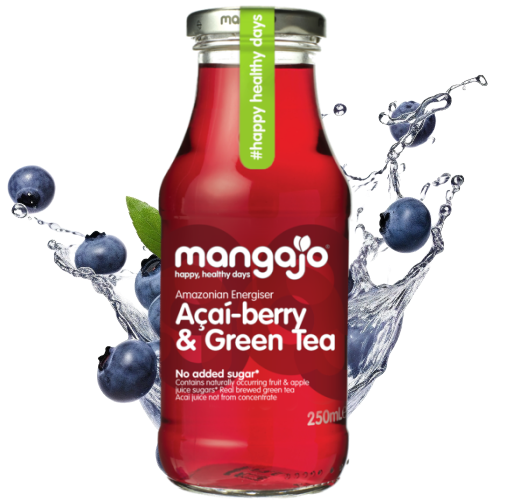 mangajo
#happy healthy days
mangajo®
happy, healthy days
Amazonian Energiser
Açaí-berry
& Green Tea
No added sugar*
Contains naturally occurring fruit & apple
juice sugars* Real brewed green tea
Acai juice not from concentrate
250mL